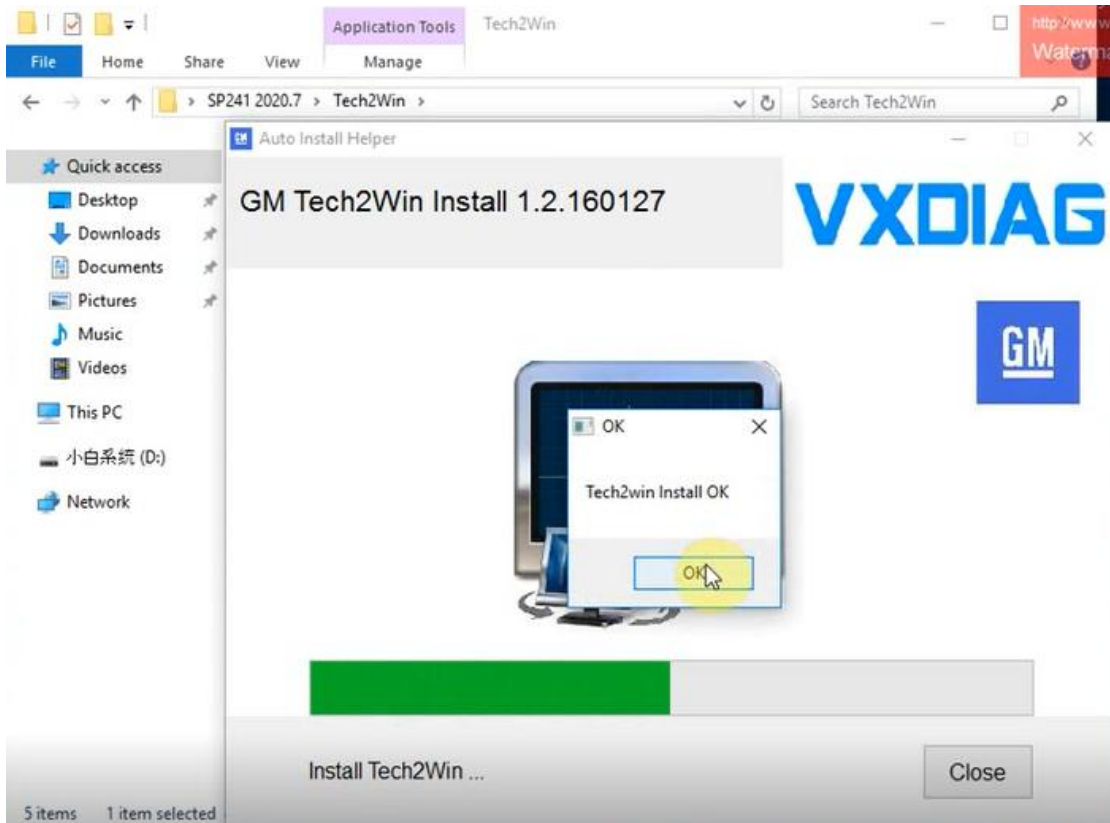 Application Tools
Tech2Win
File
Home
Share
View
Manage
SP241 2020.7 > Tech2Win >
Search Tech2Win
Auto Install Helper
Quick access
Desktop
Downloads
Documents
Pictures
Music
Videos
This PC
小白系统 (D:)
Network
GM Tech2Win Install 1.2.160127
VXDIAG
GM
OK
Tech2win Install OK
OK
Install Tech2Win ...
Close
5 items
1 item selected